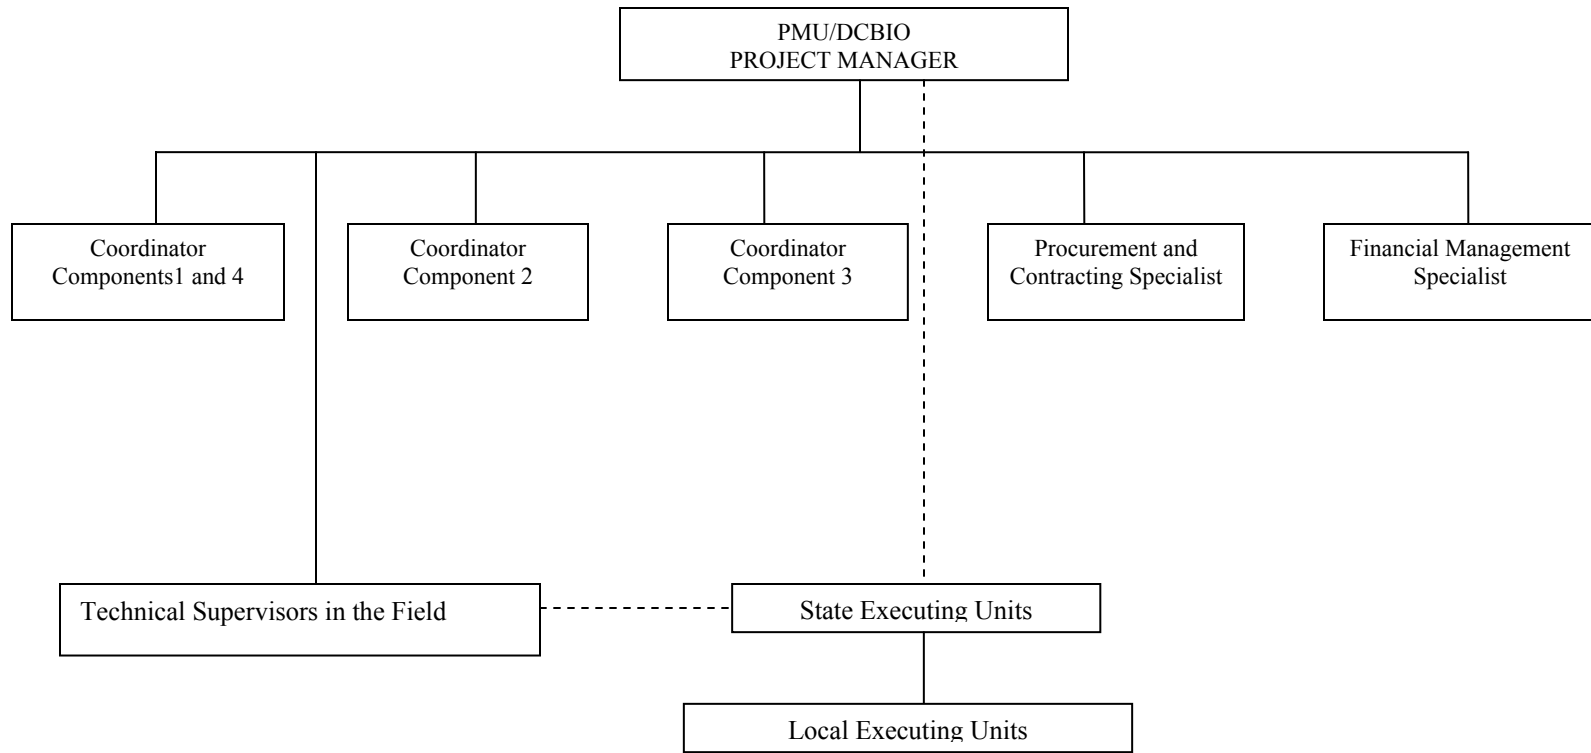 PMU/DCBIO
PROJECT MANAGER
Coordinator
Components1 and 4
Coordinator
Component 2
Coordinator
Component 3
Procurement and
Contracting Specialist
Financial Management
Specialist
Technical Supervisors in the Field
State Executing Units
Local Executing Units